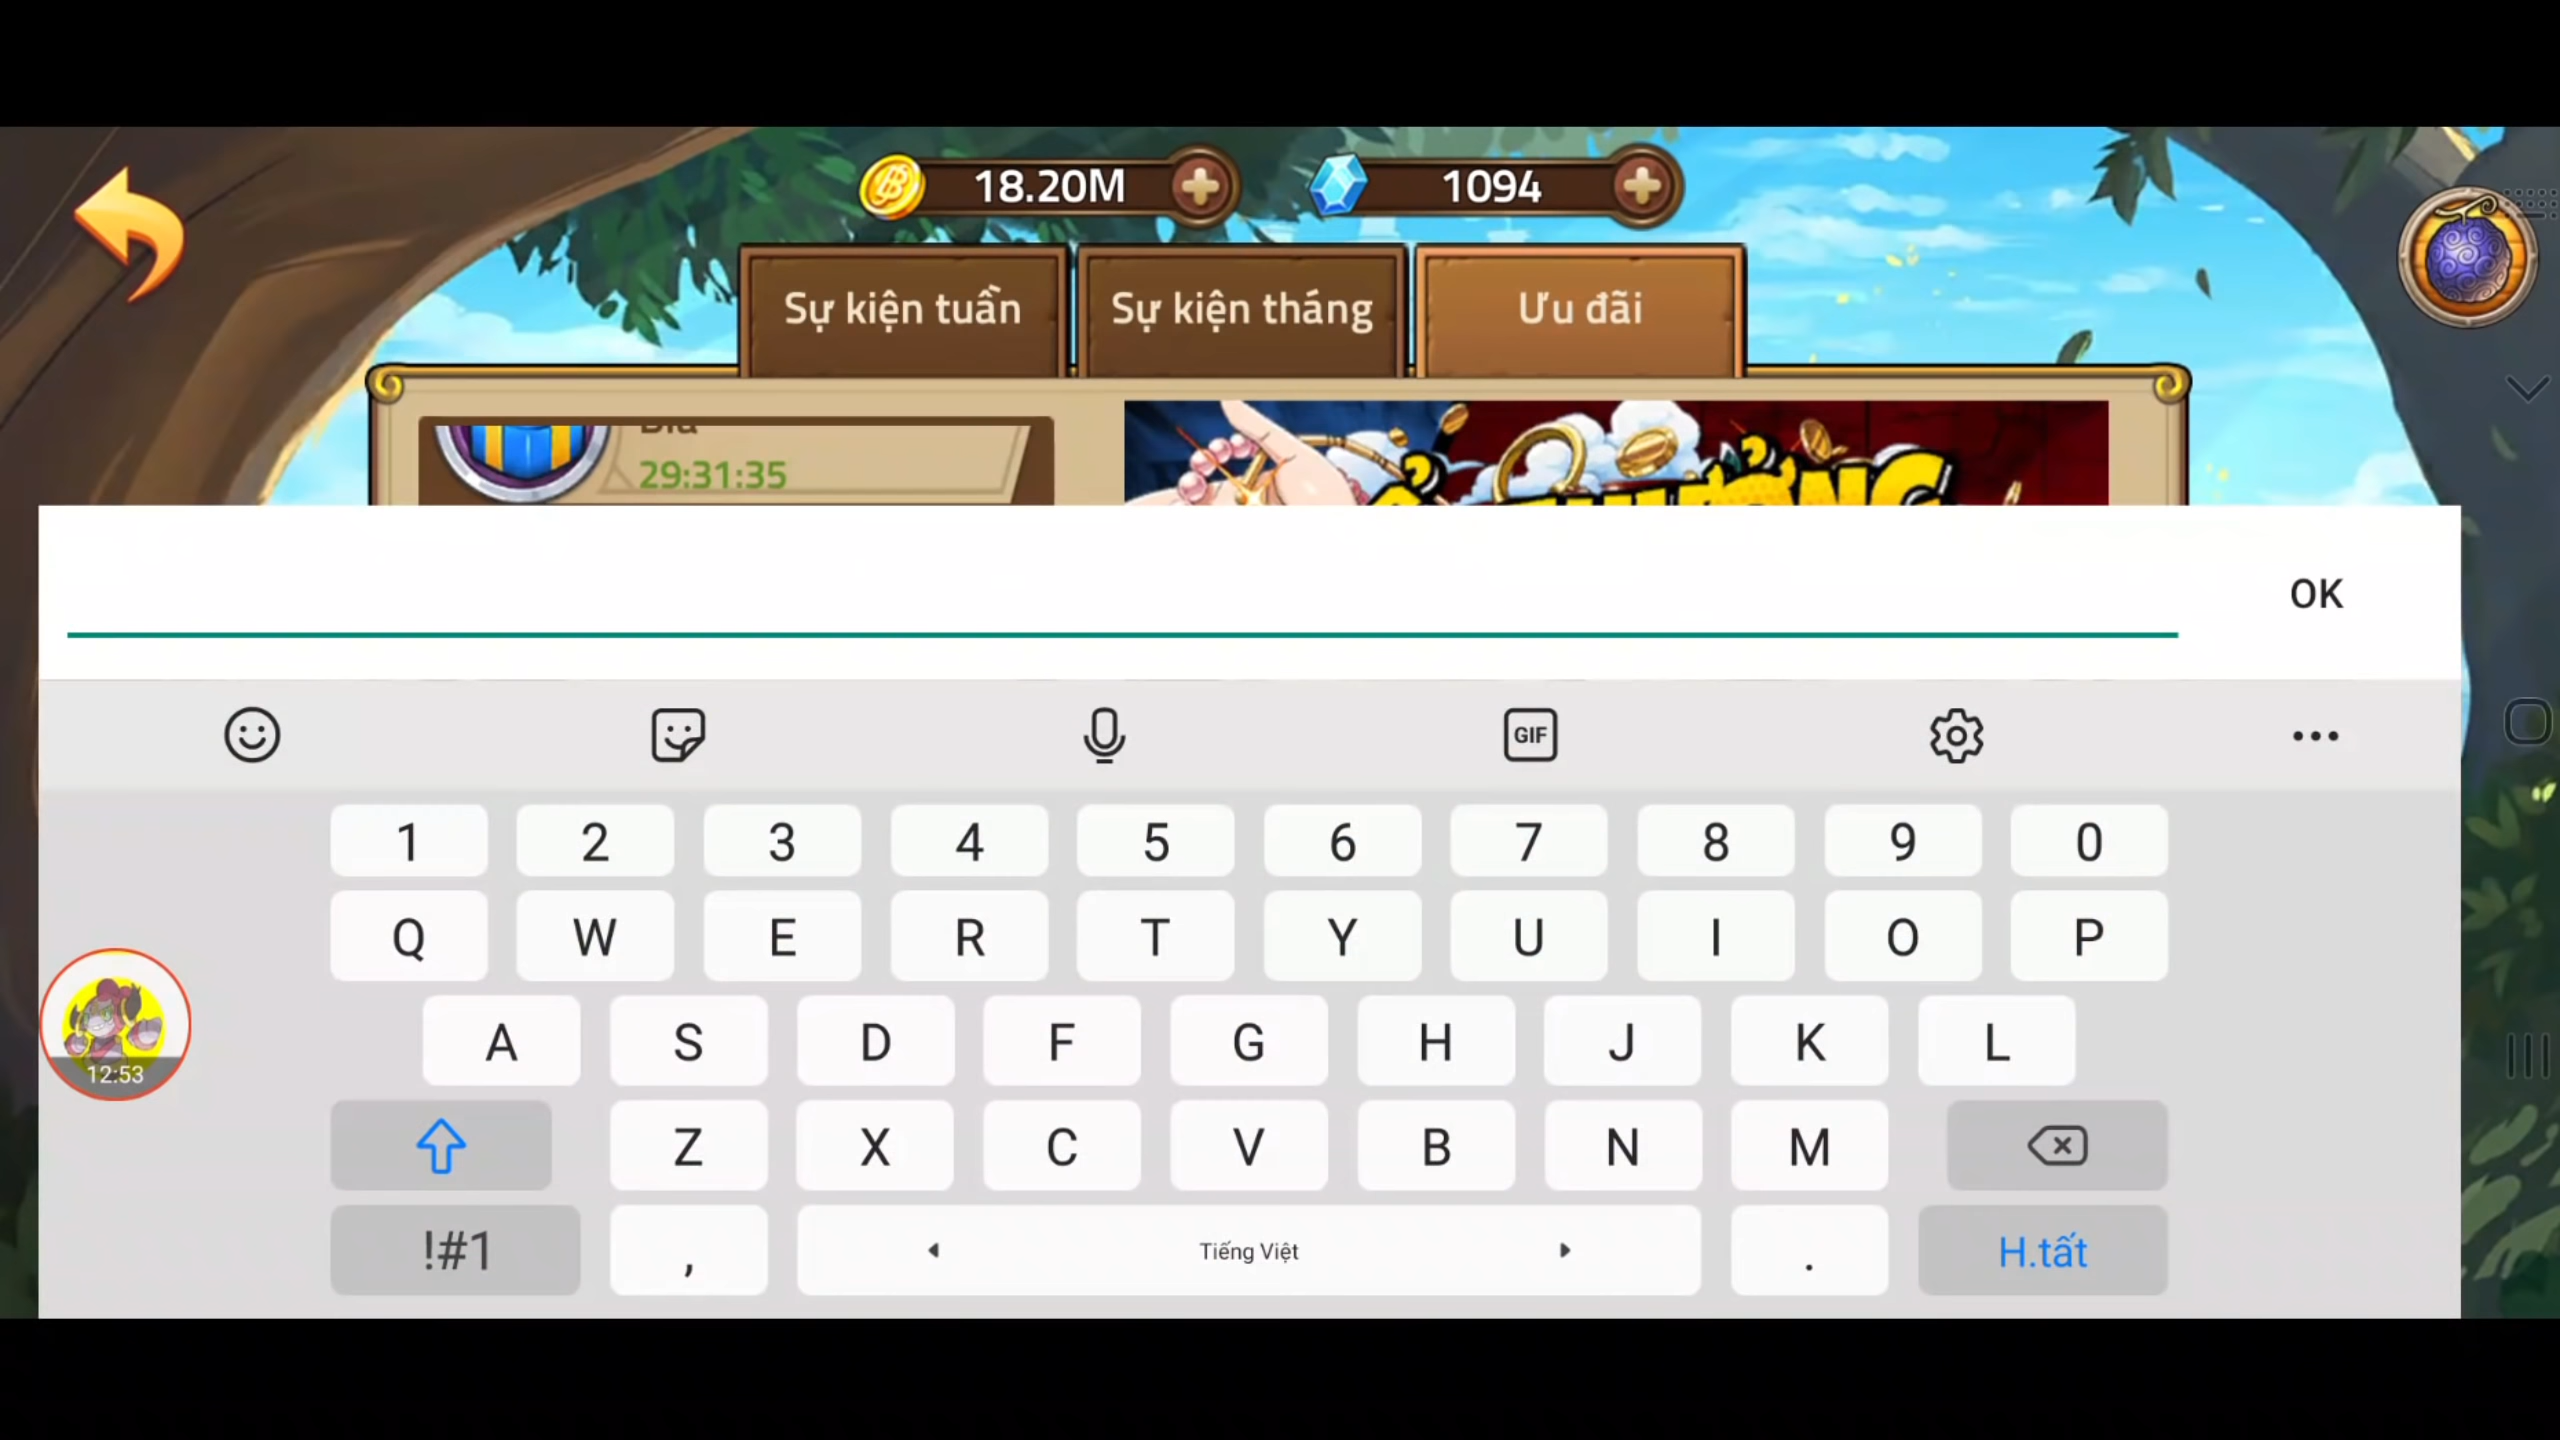 18.20M
1094
Sự kiện tuần
Sự kiện tháng
Ưu đãi
29:31:35
OK
GIF
1 2 3 4 5 6 7 8 9 0
Q W E R T Y U I O P
A S D F G H J K L
12:53
Z X C V B N M
!#1 , Tiếng Việt . H.tất